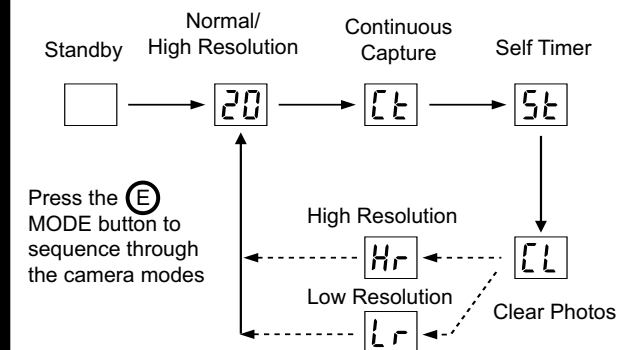 Standby
Normal/
High Resolution
Continuous
Capture
Self Timer
20
Ct
St
Press the E
MODE button to
sequence through
the camera modes
High Resolution
Hr
CL
Low Resolution
Clear Photos
Lr